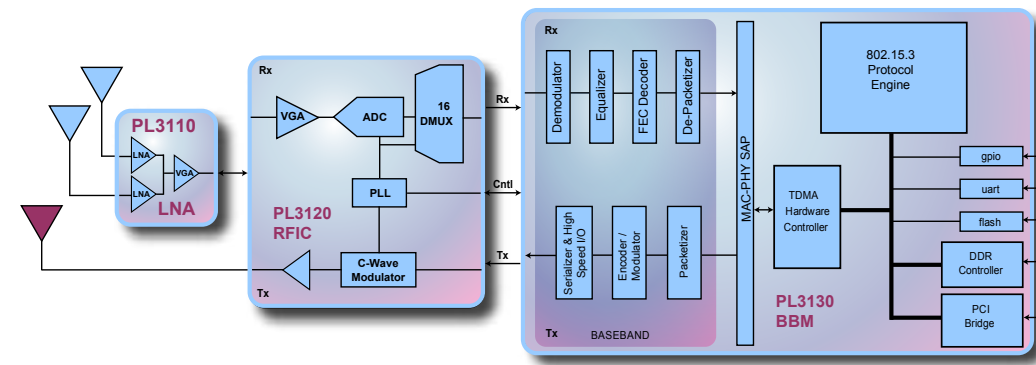 PL3110
LNA
LNA
VGA
LNA
Rx
VGA
ADC
16
DMUX
PLL
PL3120
RFIC
C-Wave
Modulator
Tx
Rx
Cntl
Tx
Rx
Demodulator
Equalizer
FEC Decoder
De-Packetizer
Serializer & High
Speed I/O
Encoder /
Modulator
Packetizer
Tx
BASEBAND
MAC-PHY SAP
TDMA
Hardware
Controller
802.15.3
Protocol
Engine
gpio
uart
flash
DDR
Controller
PCI
Bridge
PL3130
BBM